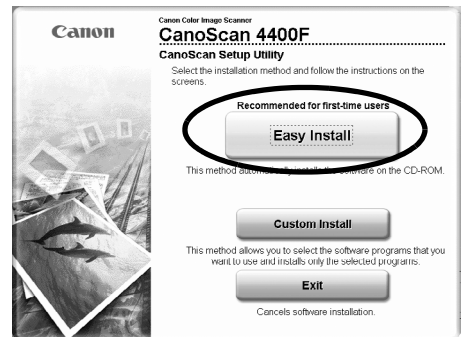 Canon
Canon Color Image Scanner
CanoScan 4400F
CanoScan Setup Utility
Select the installation method and follow the instructions on the
screens.
Recommended for first-time users
Easy Install
This method automatically installs the software on the CD-ROM.
Custom Install
This method allows you to select the software programs that you
want to use and installs only the selected programs.
Exit
Cancels software installation.